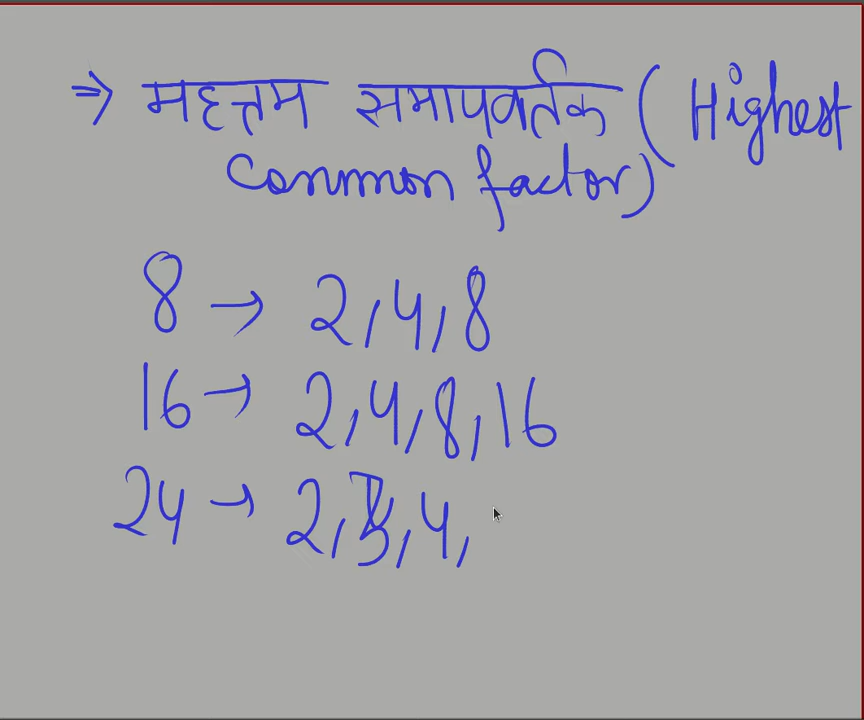 ⇒ महत्तम समापवर्तक (Highest
Common factor)
8 → 2,4,8
16 → 2,4,8,16
24 → 2,3,4,